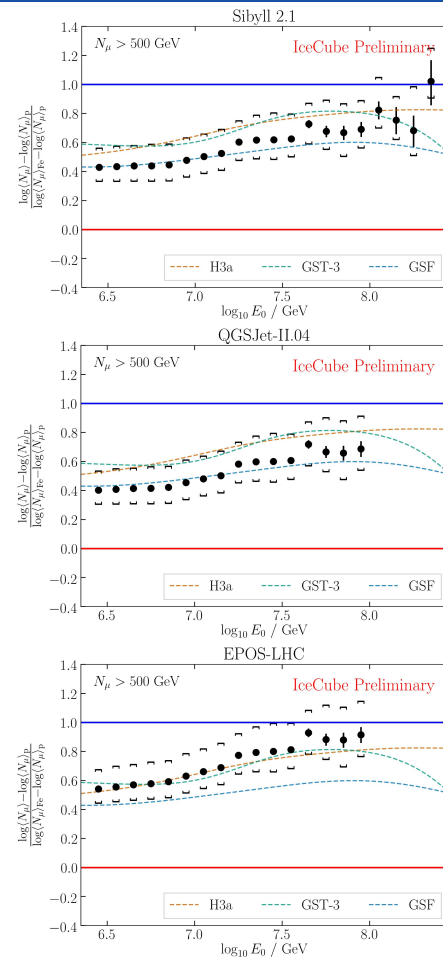 Sibyll 2.1
1.4
N_μ > 500 GeV
IceCube Preliminary
1.2
1.0
0.8
0.6
0.4
0.2
0.0
−0.2
−0.4
log⟨N_μ⟩−log⟨N_μ⟩_p
log⟨N_μ⟩_Fe−log⟨N_μ⟩_p
H3a GST-3 GSF
6.5 7.0 7.5 8.0
log₁₀ E₀ / GeV
QGSJet-II.04
1.4
N_μ > 500 GeV
IceCube Preliminary
1.2
1.0
0.8
0.6
0.4
0.2
0.0
−0.2
−0.4
log⟨N_μ⟩−log⟨N_μ⟩_p
log⟨N_μ⟩_Fe−log⟨N_μ⟩_p
H3a GST-3 GSF
6.5 7.0 7.5 8.0
log₁₀ E₀ / GeV
EPOS-LHC
1.4
N_μ > 500 GeV
IceCube Preliminary
1.2
1.0
0.8
0.6
0.4
0.2
0.0
−0.2
−0.4
log⟨N_μ⟩−log⟨N_μ⟩_p
log⟨N_μ⟩_Fe−log⟨N_μ⟩_p
H3a GST-3 GSF
6.5 7.0 7.5 8.0
log₁₀ E₀ / GeV